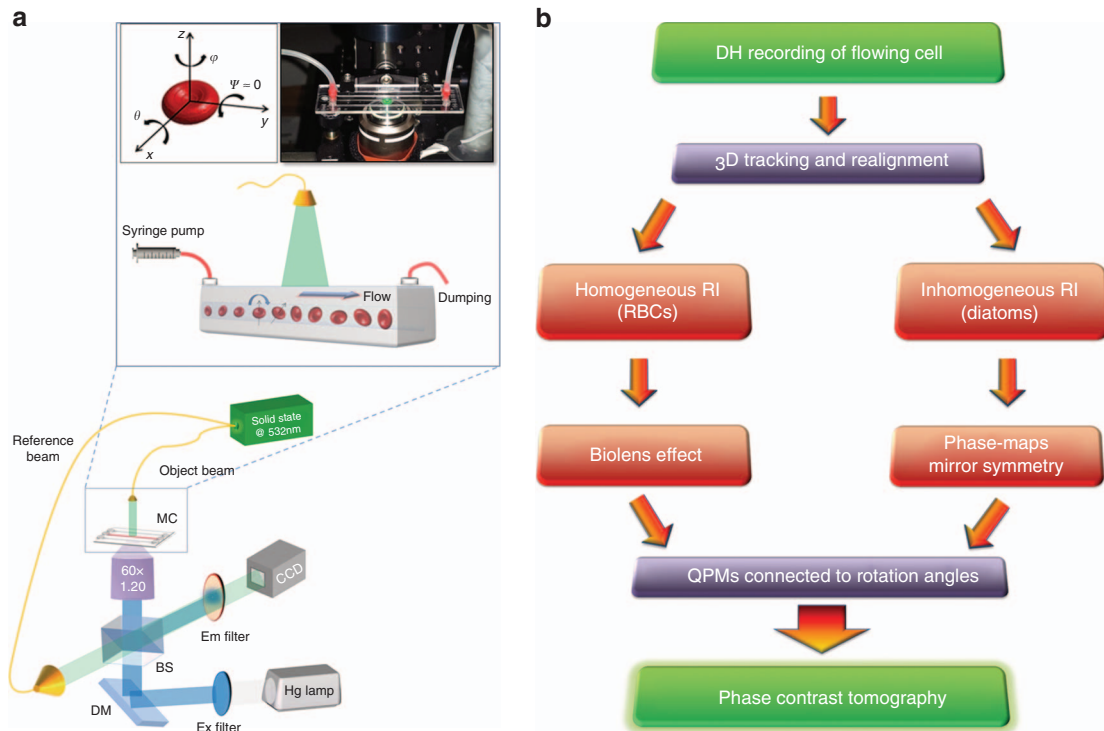 a
z
φ
Ψ = 0
θ
y
x
Syringe pump
Flow
Dumping
Solid state
@ 532nm
Reference
beam
Object beam
MC
60×
1.20
CCD
Em filter
BS
Hg lamp
DM
Ex filter
b
DH recording of flowing cell
3D tracking and realignment
Homogeneous RI
(RBCs)
Inhomogeneous RI
(diatoms)
Biolens effect
Phase-maps
mirror symmetry
QPMs connected to rotation angles
Phase contrast tomography